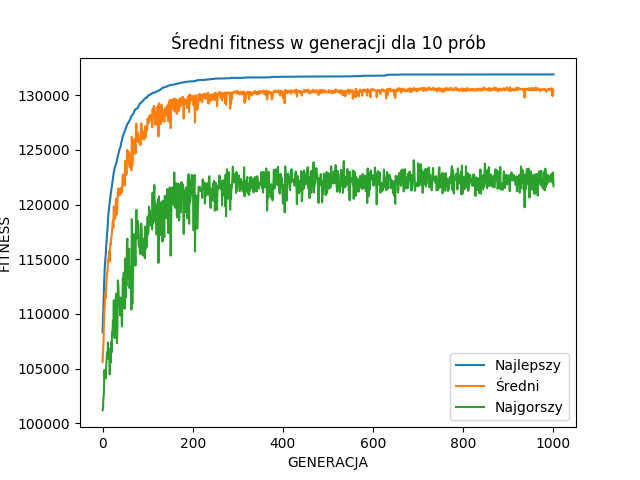 Średni fitness w generacji dla 10 prób
FITNESS
130000
125000
120000
115000
110000
105000
100000
0
200
400
600
800
1000
GENERACJA
Najlepszy
Średni
Najgorszy